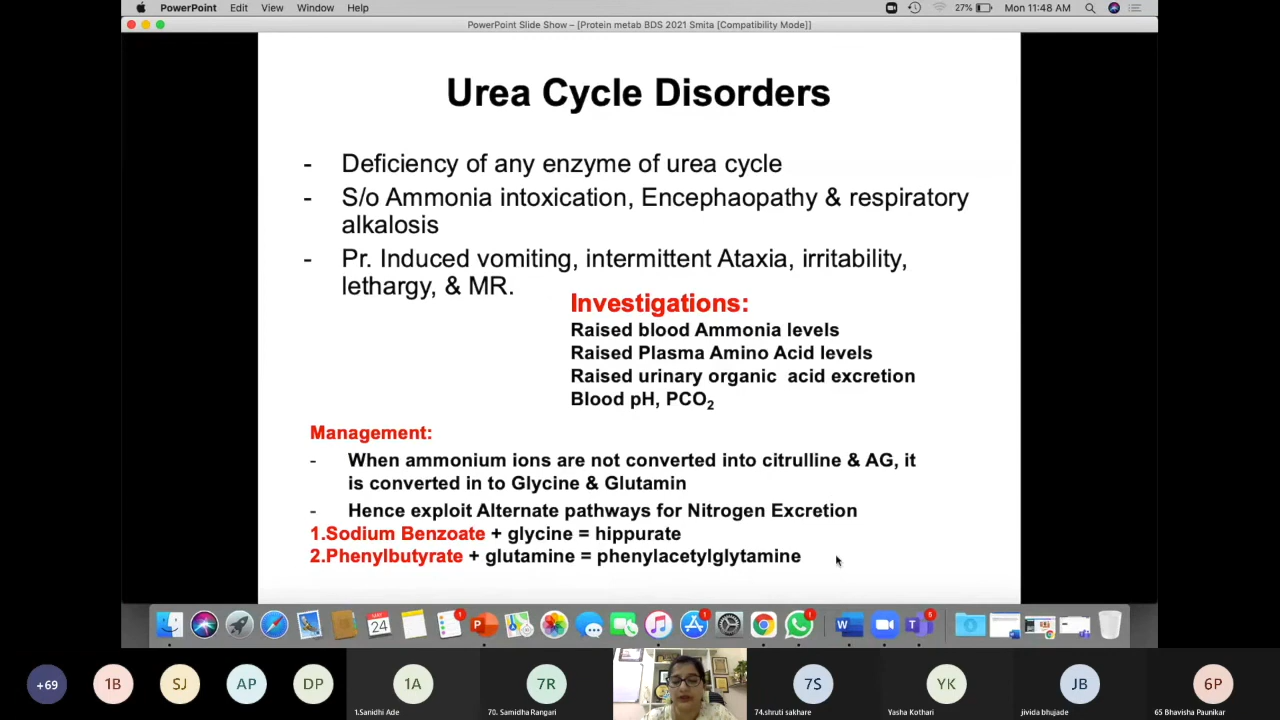 PowerPoint Edit View Window Help 27% Mon 11:48 AM
PowerPoint Slide Show – [Protein metab BDS 2021 Smita [Compatibility Mode]]
Urea Cycle Disorders
- Deficiency of any enzyme of urea cycle
- S/o Ammonia intoxication, Encephaopathy & respiratory
alkalosis
- Pr. Induced vomiting, intermittent Ataxia, irritability,
lethargy, & MR.
Investigations:
Raised blood Ammonia levels
Raised Plasma Amino Acid levels
Raised urinary organic acid excretion
Blood pH, PCO2
Management:
- When ammonium ions are not converted into citrulline & AG, it
is converted in to Glycine & Glutamin
- Hence exploit Alternate pathways for Nitrogen Excretion
1.Sodium Benzoate + glycine = hippurate
2.Phenylbutyrate + glutamine = phenylacetylglytamine
MAY
24
1
P
1
1
W
T
6
+69 1B SJ AP DP 1A 7R 7S YK JB 6P
1.Sanidhi Ade 70. Samidha Rangari 74.shruti sakhare Yasha Kothari jivida bhujade 65 Bhavisha Paunikar